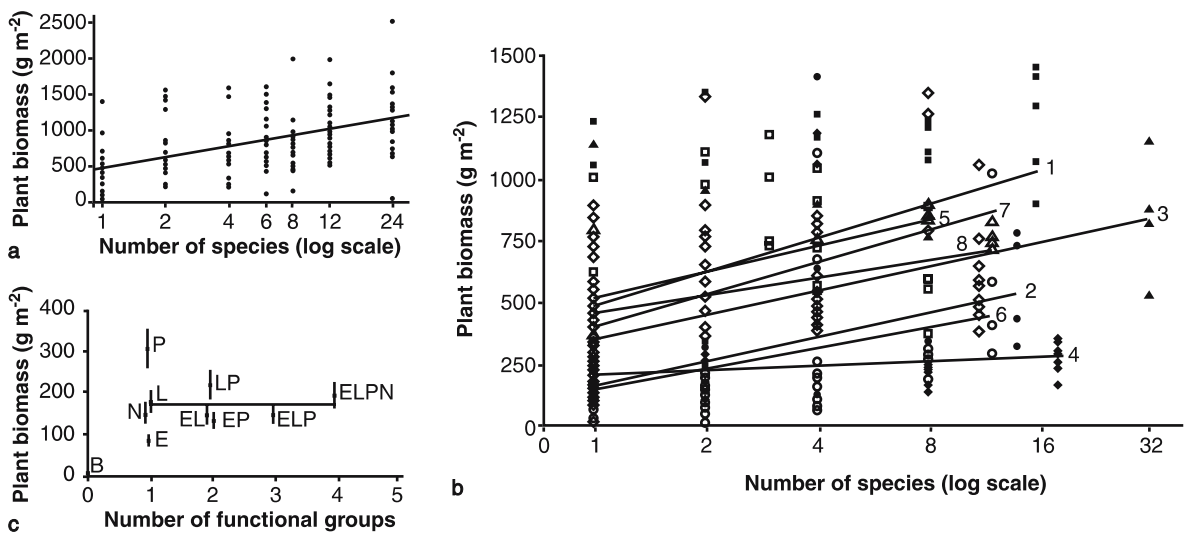 Plant biomass (g m-2)
2500
2000
1500
1000
500
0
1 2 4 6 8 12 24
Number of species (log scale)
a
Plant biomass (g m-2)
400
300
200
100
0
P
L
LP
N
EL
EP
ELP
ELPN
E
B
0 1 2 3 4 5
Number of functional groups
c
Plant biomass (g m-2)
1500
1250
1000
750
500
250
0
1
7
5
3
8
2
6
4
0 1 2 4 8 16 32
Number of species (log scale)
b